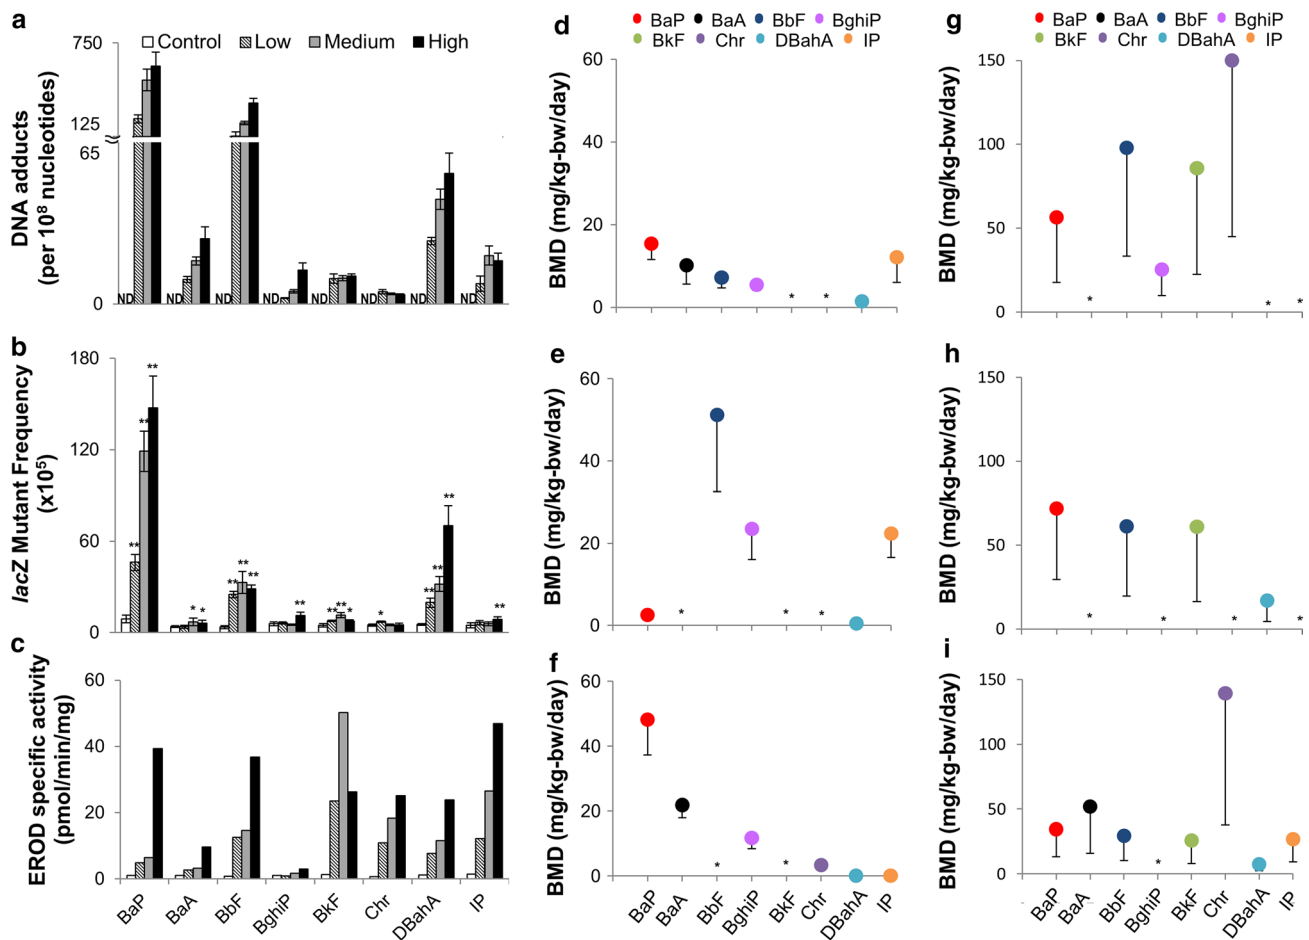 a
750
Control Low Medium High
125
65
0
DNA adducts
(per 10⁸ nucleotides)
ND ND ND ND ND ND ND ND
b
180
120
60
0
lacZ Mutant Frequency
(x10⁵)
** ** **
* *
** ** **
**
** ** *
*
** ** **
**
c
60
40
20
0
EROD specific activity
(pmol/min/mg)
BaP BaA BbF BghiP BkF Chr DBahA IP
d
BaP BaA BbF BghiP
BkF Chr DBahA IP
60
40
20
0
BMD (mg/kg-bw/day)
* *
e
60
40
20
0
BMD (mg/kg-bw/day)
* * *
f
60
40
20
0
BMD (mg/kg-bw/day)
* *
BaP BaA BbF BghiP BkF Chr DBahA IP
g
BaP BaA BbF BghiP
BkF Chr DBahA IP
150
100
50
0
BMD (mg/kg-bw/day)
* * *
h
150
100
50
0
BMD (mg/kg-bw/day)
* * * *
i
150
100
50
0
BMD (mg/kg-bw/day)
*
BaP BaA BbF BghiP BkF Chr DBahA IP